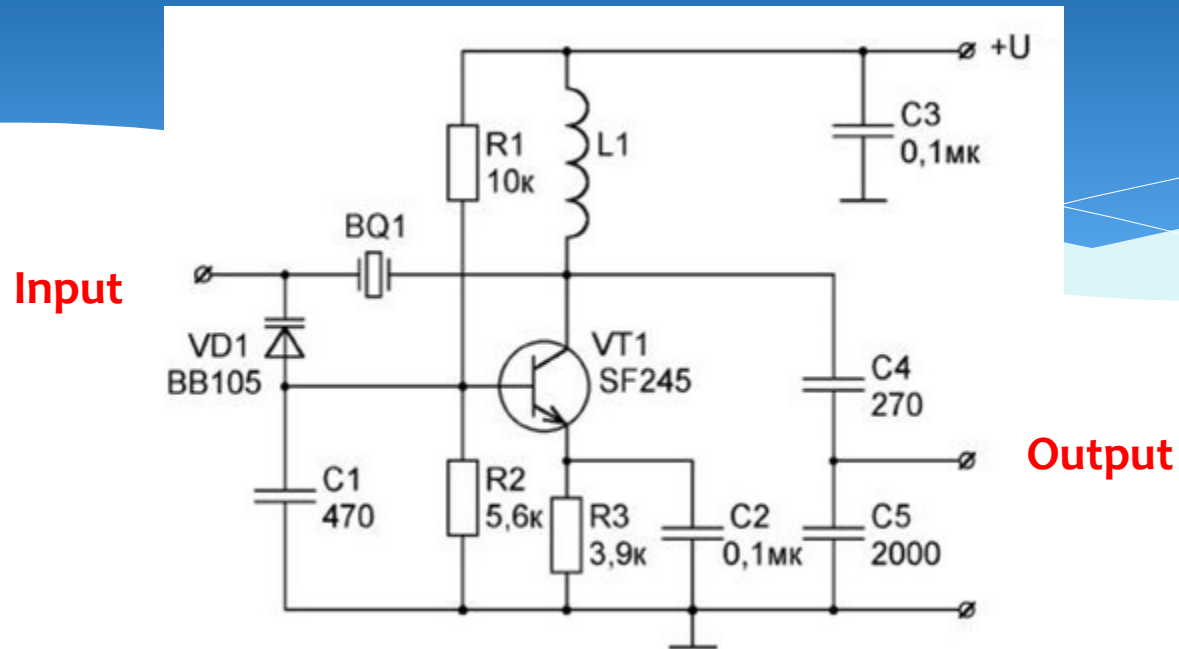 +U
C3
0,1мк
R1
10к
L1
BQ1
Input
VD1
BB105
VT1
SF245
C4
270
Output
C1
470
R2
5,6к
R3
3,9к
C2
0,1мк
C5
2000